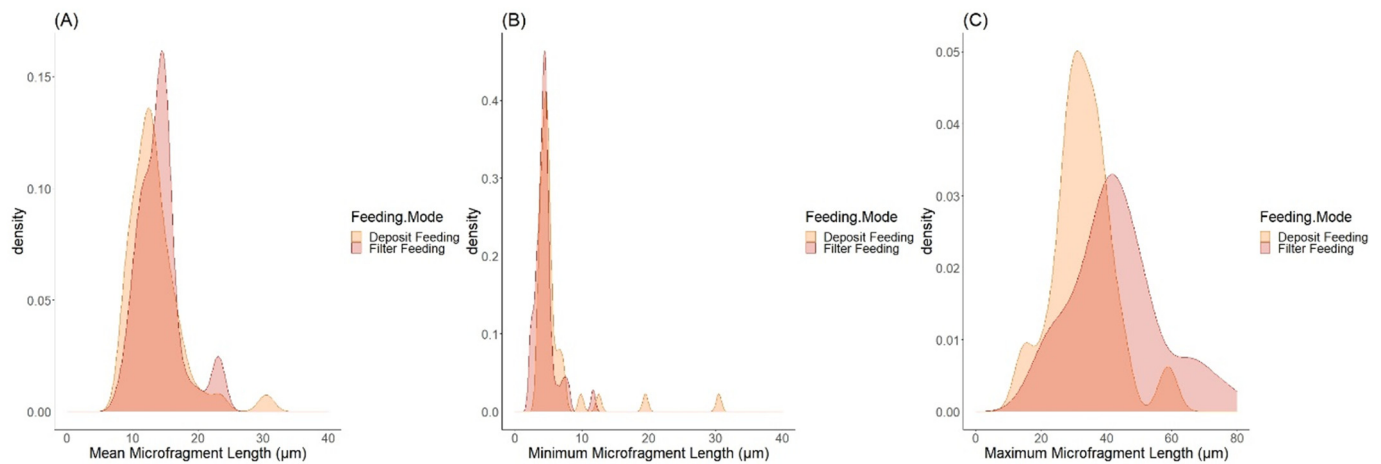 (A)
0.15
0.10
0.05
0.00
density
0 10 20 30 40
Mean Microfragment Length (µm)
Feeding.Mode
Deposit Feeding
Filter Feeding
(B)
0.4
0.3
0.2
0.1
0.0
density
0 10 20 30 40
Minimum Microfragment Length (µm)
Feeding.Mode
Deposit Feeding
Filter Feeding
(C)
0.05
0.04
0.03
0.02
0.01
0.00
density
0 20 40 60 80
Maximum Microfragment Length (µm)
Feeding.Mode
Deposit Feeding
Filter Feeding